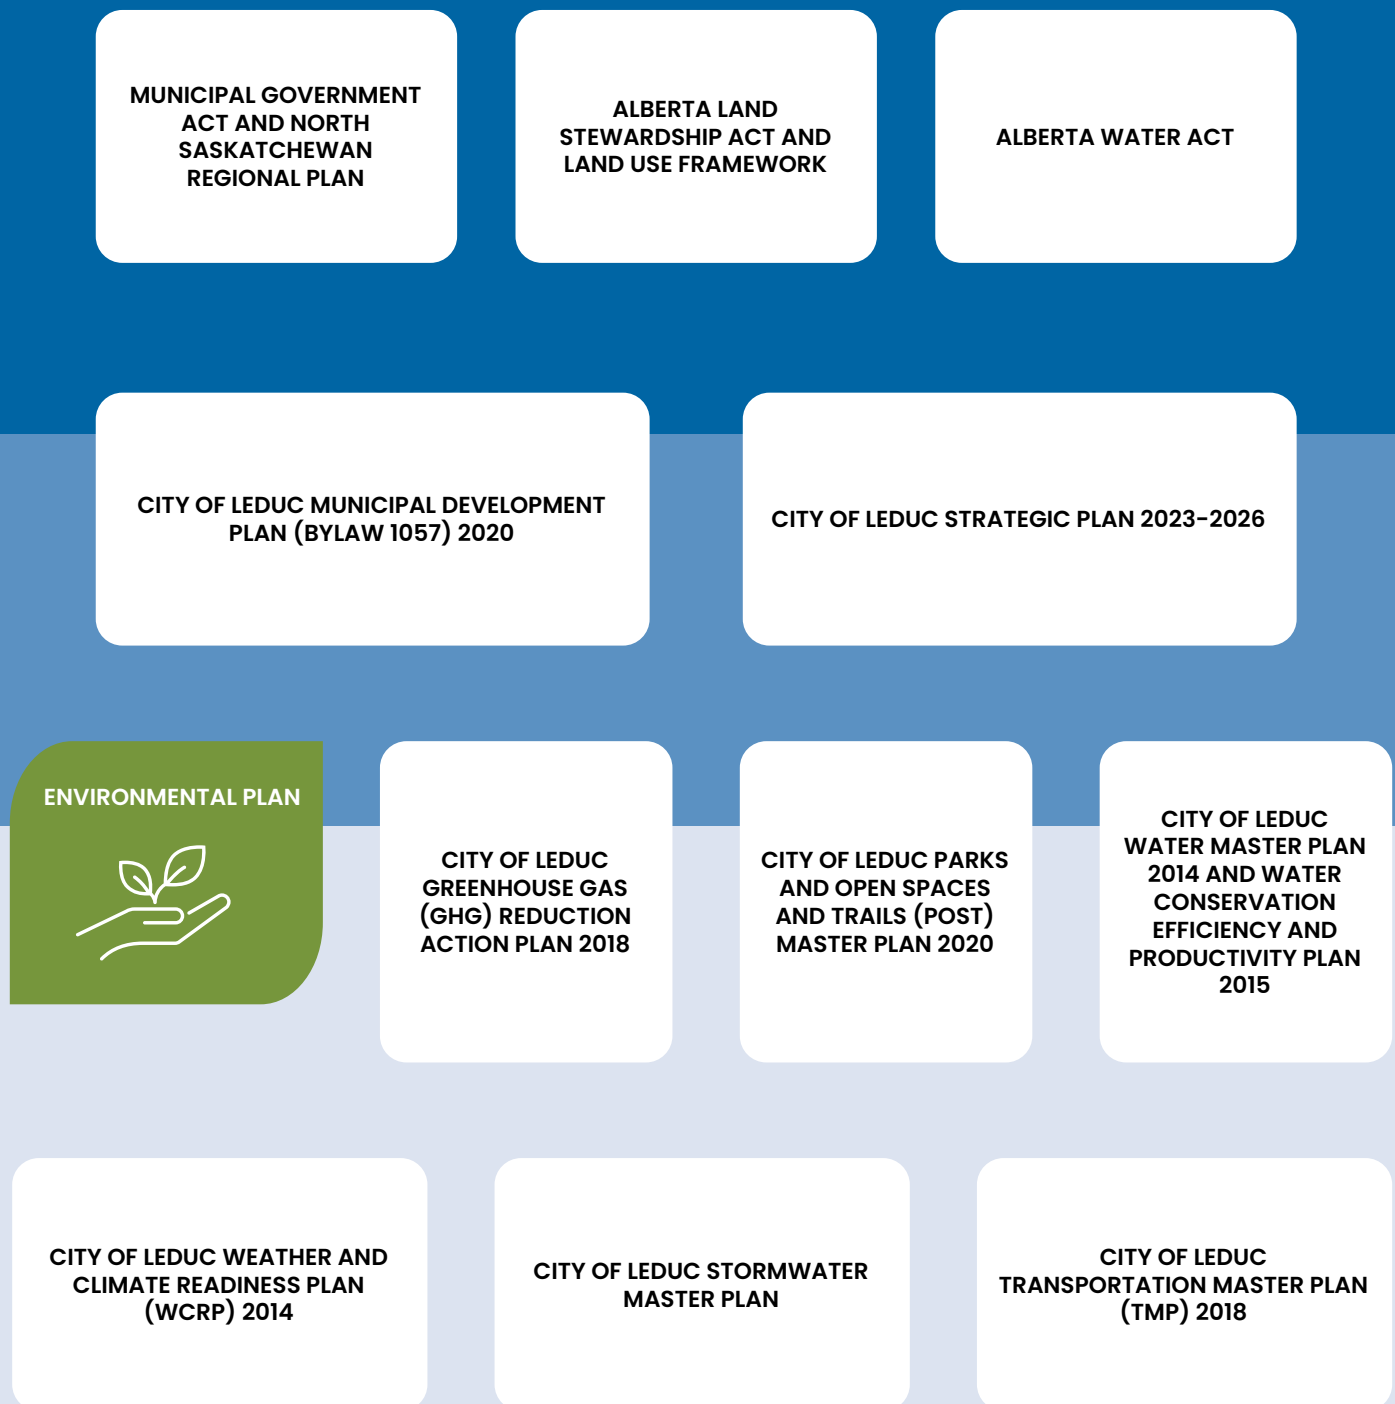 MUNICIPAL GOVERNMENT
ACT AND NORTH
SASKATCHEWAN
REGIONAL PLAN
ALBERTA LAND
STEWARDSHIP ACT AND
LAND USE FRAMEWORK
ALBERTA WATER ACT
CITY OF LEDUC MUNICIPAL DEVELOPMENT
PLAN (BYLAW 1057) 2020
CITY OF LEDUC STRATEGIC PLAN 2023-2026
ENVIRONMENTAL PLAN
CITY OF LEDUC
GREENHOUSE GAS
(GHG) REDUCTION
ACTION PLAN 2018
CITY OF LEDUC PARKS
AND OPEN SPACES
AND TRAILS (POST)
MASTER PLAN 2020
CITY OF LEDUC
WATER MASTER PLAN
2014 AND WATER
CONSERVATION
EFFICIENCY AND
PRODUCTIVITY PLAN
2015
CITY OF LEDUC WEATHER AND
CLIMATE READINESS PLAN
(WCRP) 2014
CITY OF LEDUC STORMWATER
MASTER PLAN
CITY OF LEDUC
TRANSPORTATION MASTER PLAN
(TMP) 2018